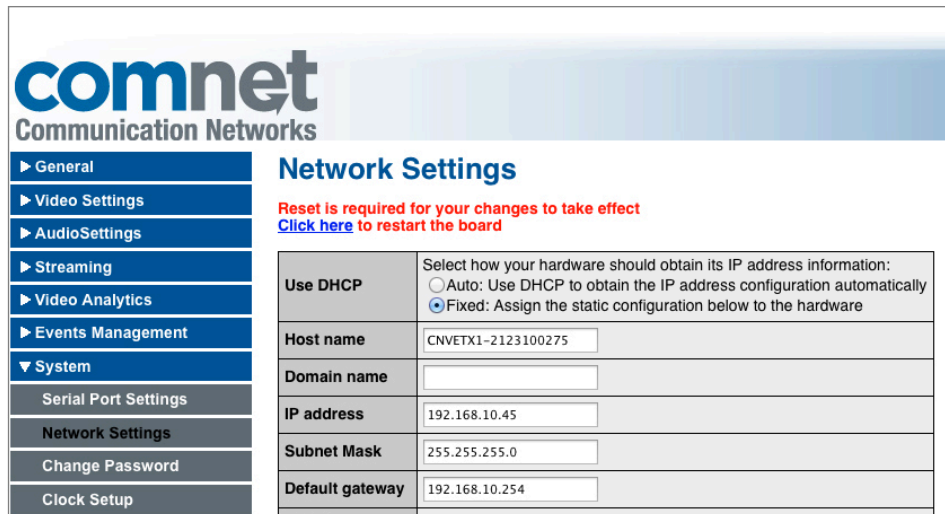 comnet
Communication Networks
General
Video Settings
AudioSettings
Streaming
Video Analytics
Events Management
System
Serial Port Settings
Network Settings
Change Password
Clock Setup
Network Settings
Reset is required for your changes to take effect
Click here to restart the board
Use DHCP
Select how your hardware should obtain its IP address information:
Auto: Use DHCP to obtain the IP address configuration automatically
Fixed: Assign the static configuration below to the hardware
Host name CNVETX1-2123100275
Domain name
IP address 192.168.10.45
Subnet Mask 255.255.255.0
Default gateway 192.168.10.254